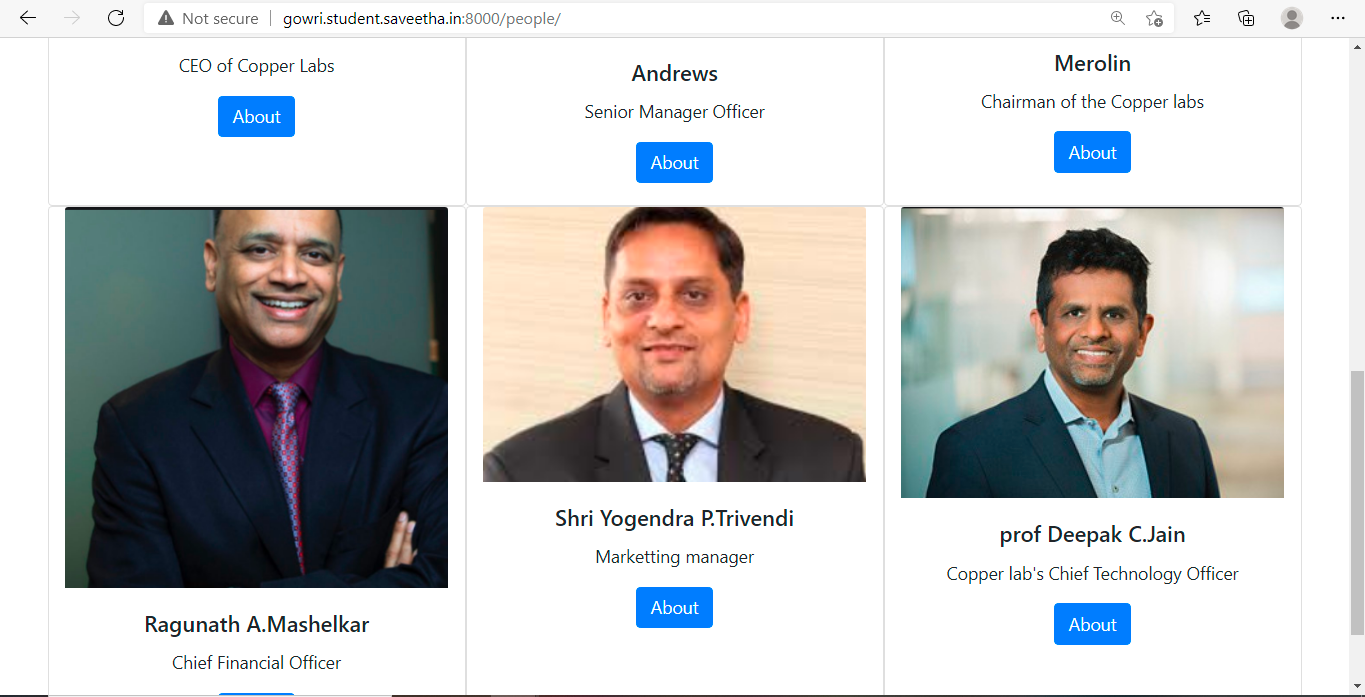 Not secure | gowri.student.saveetha.in:8000/people/
CEO of Copper Labs
About
Andrews
Senior Manager Officer
About
Merolin
Chairman of the Copper labs
About
Ragunath A.Mashelkar
Chief Financial Officer
Shri Yogendra P.Trivendi
Marketting manager
About
prof Deepak C.Jain
Copper lab's Chief Technology Officer
About